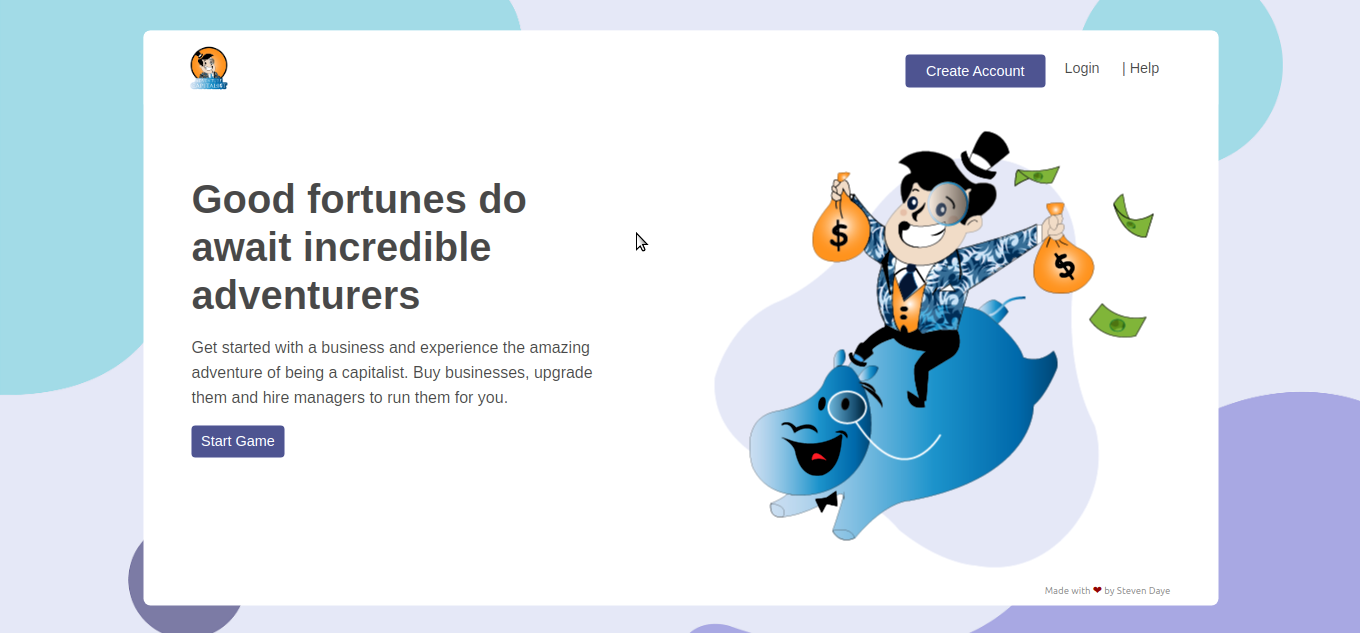 Create Account
Login
| Help
Good fortunes do
await incredible
adventurers
Get started with a business and experience the amazing
adventure of being a capitalist. Buy businesses, upgrade
them and hire managers to run them for you.
Start Game
$
$
Made with ❤ by Steven Daye